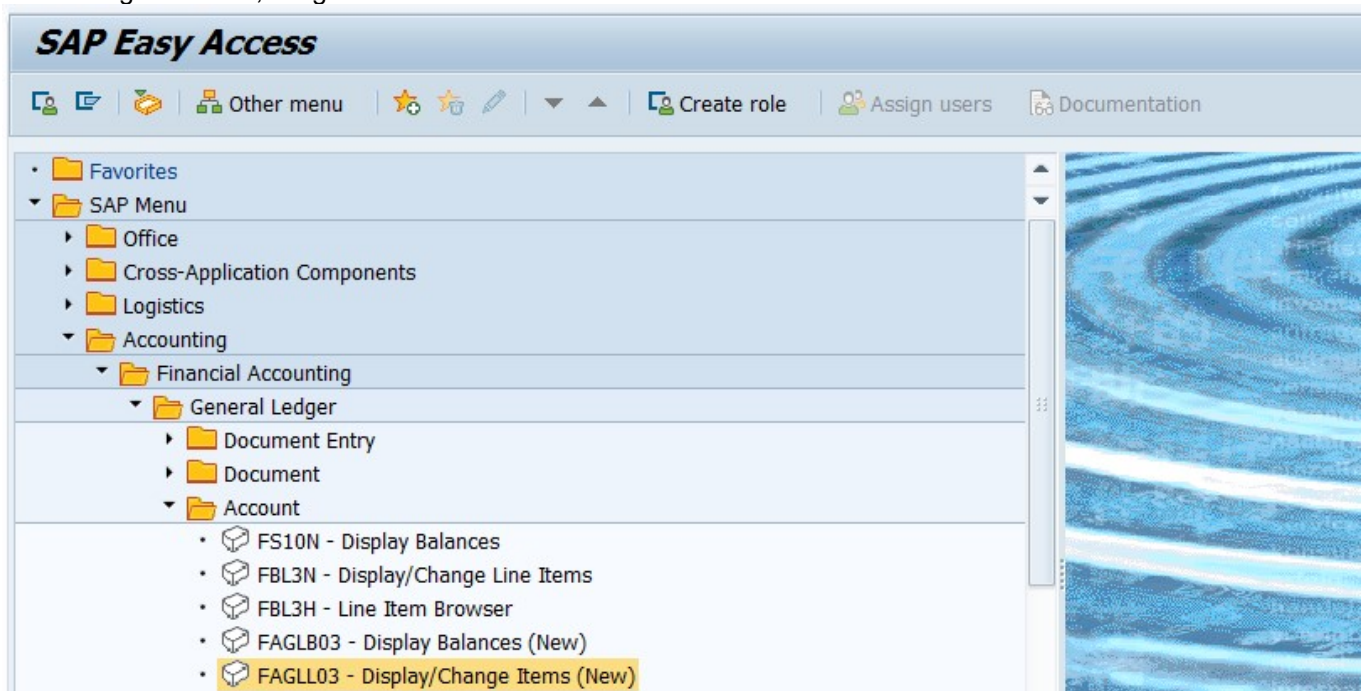 SAP Easy Access
Other menu Create role Assign users Documentation
Favorites
SAP Menu
Office
Cross-Application Components
Logistics
Accounting
Financial Accounting
General Ledger
Document Entry
Document
Account
FS10N - Display Balances
FBL3N - Display/Change Line Items
FBL3H - Line Item Browser
FAGLB03 - Display Balances (New)
FAGLL03 - Display/Change Items (New)